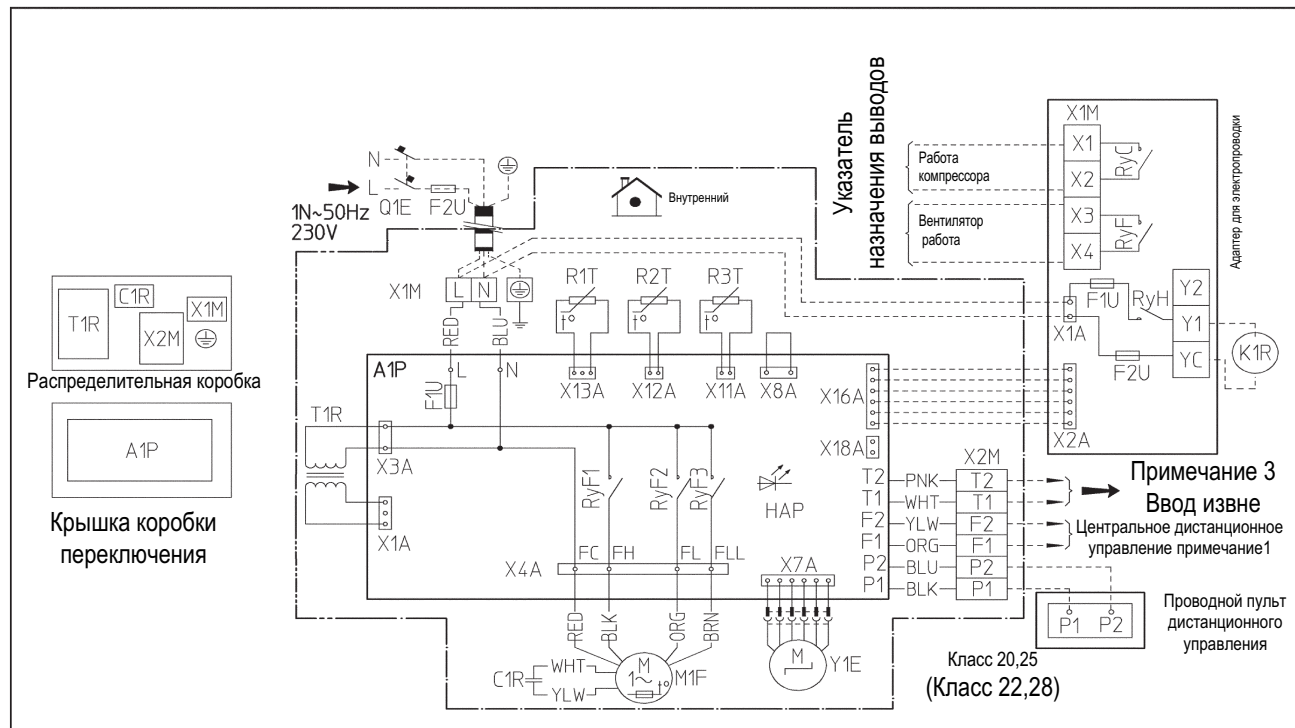 T1R
C1R
X1M
X2M
Распределительная коробка
A1P
Крышка коробки
переключения
N
L
Q1E
F2U
1N~50Hz
230V
Внутренний
Указатель
назначения выводов
Работа
компрессора
Вентилятор
работа
X1M
X1
X2
X3
X4
RyC
RyF
Адаптер для электропроводки
F1U
RyH
X1A
F2U
Y2
Y1
YC
K1R
X2A
X1M
L
N
RED
BLU
R1T
R2T
R3T
t°
t°
t°
A1P
L
N
F1U
X13A
X12A
X11A
X8A
X16A
X18A
T1R
X3A
X1A
RyF1
RyF2
RyF3
HAP
X4A
FC
FH
FL
FLL
X7A
X2M
T2
PNK
T2
T1
WHT
T1
F2
YLW
F2
F1
ORG
F1
P2
BLU
P2
P1
BLK
P1
Примечание 3
Ввод извне
Центральное дистанционное
управление примечание1
P1
P2
Проводной пульт
дистанционного
управления
RED
BLK
ORG
BRN
C1R
WHT
YLW
M
1~
t°
M1F
M
Y1E
Класс 20,25
(Класс 22,28)